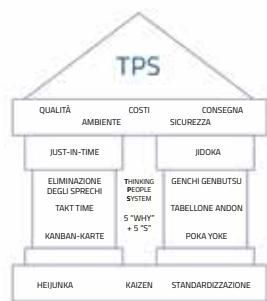 TPS
QUALITÀ COSTI CONSEGNA
AMBIENTE SICUREZZA
JUST-IN-TIME
ELIMINAZIONE
DEGLI SPRECHI
TAKT TIME
KANBAN-KARTE
THINKING
PEOPLE
SYSTEM
5 "WHY"
+ 5 "S"
JIDOKA
GENCHI GENBUTSU
TABELLONE ANDON
POKA YOKE
HEIJUNKA KAIZEN STANDARDIZZAZIONE